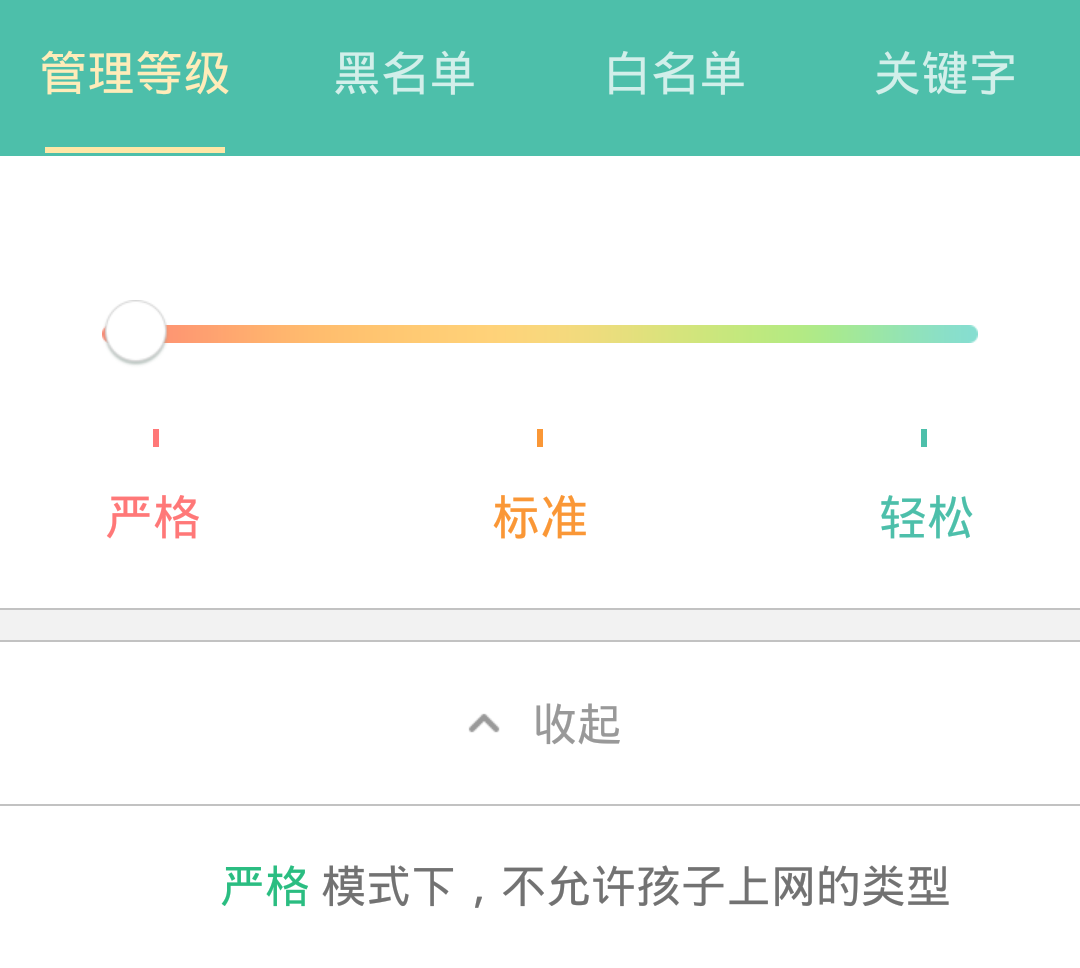 管理等级 黑名单 白名单 关键字
严格 标准 轻松
收起
严格 模式下，不允许孩子上网的类型